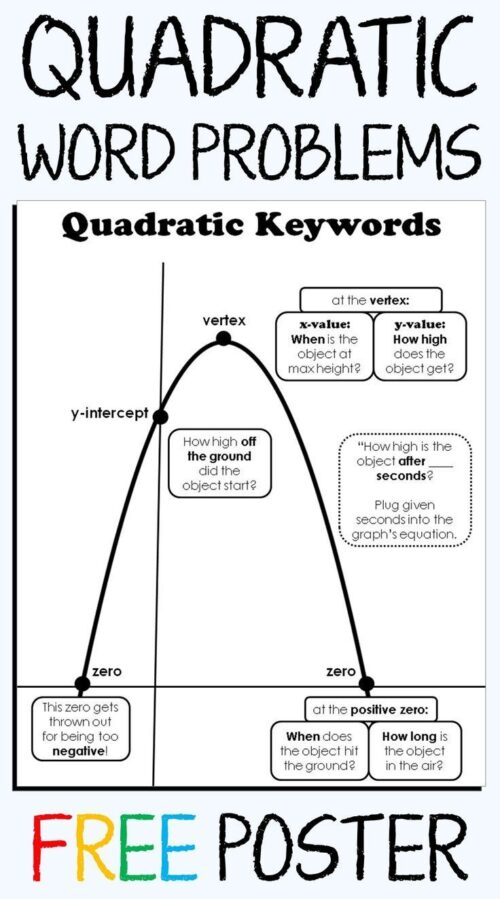 QUADRATIC
WORD PROBLEMS
Quadratic Keywords
at the vertex:
x-value:
When is the
object at
max height?
y-value:
How high
does the
object get?
vertex
y-intercept
How high off
the ground
did the
object start?
"How high is the
object after ____
seconds?
Plug given
seconds into the
graph's equation.
zero
zero
This zero gets
thrown out
for being too
negative!
at the positive zero:
When does
the object hit
the ground?
How long is
the object
in the air?
FREE POSTER